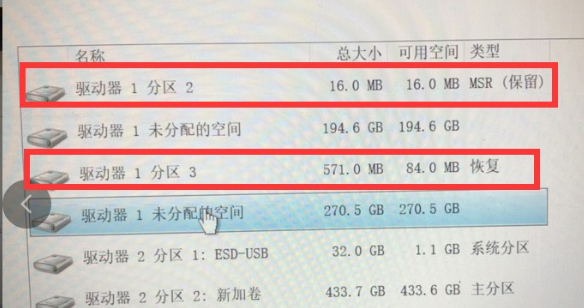 名称 总大小 可用空间 类型
驱动器 1 分区 2 16.0 MB 16.0 MB MSR (保留)
驱动器 1 未分配的空间 194.6 GB 194.6 GB
驱动器 1 分区 3 571.0 MB 84.0 MB 恢复
驱动器 1 未分配的空间 270.5 GB 270.5 GB
驱动器 2 分区 1: ESD-USB 32.0 GB 1.1 GB 系统分区
驱动器 2 分区 2: 新加卷 433.7 GB 433.6 GB 主分区